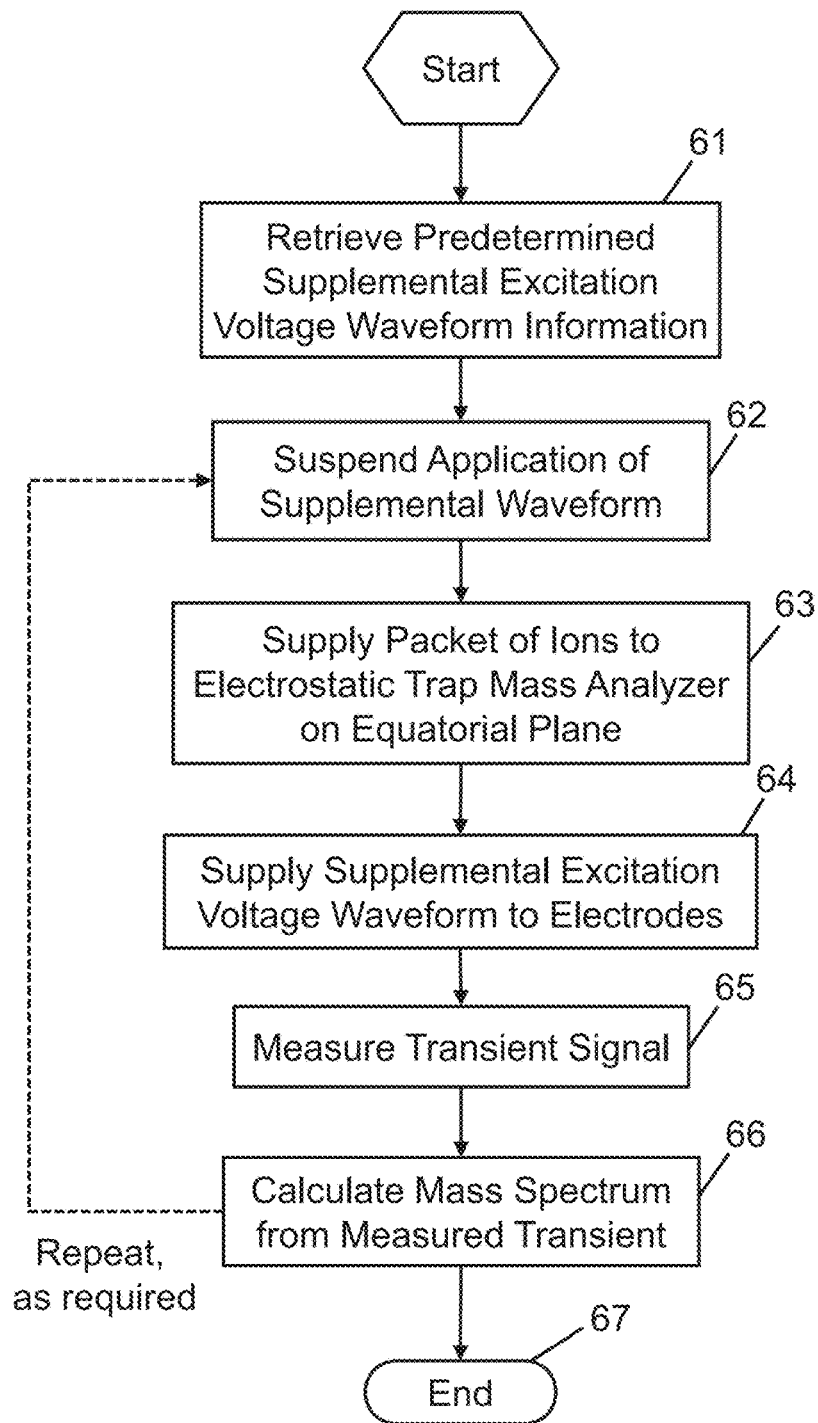 Start
61
Retrieve Predetermined
Supplemental Excitation
Voltage Waveform Information
62
Suspend Application of
Supplemental Waveform
63
Supply Packet of Ions to
Electrostatic Trap Mass Analyzer
on Equatorial Plane
64
Supply Supplemental Excitation
Voltage Waveform to Electrodes
65
Measure Transient Signal
66
Calculate Mass Spectrum
from Measured Transient
Repeat,
as required
67
End